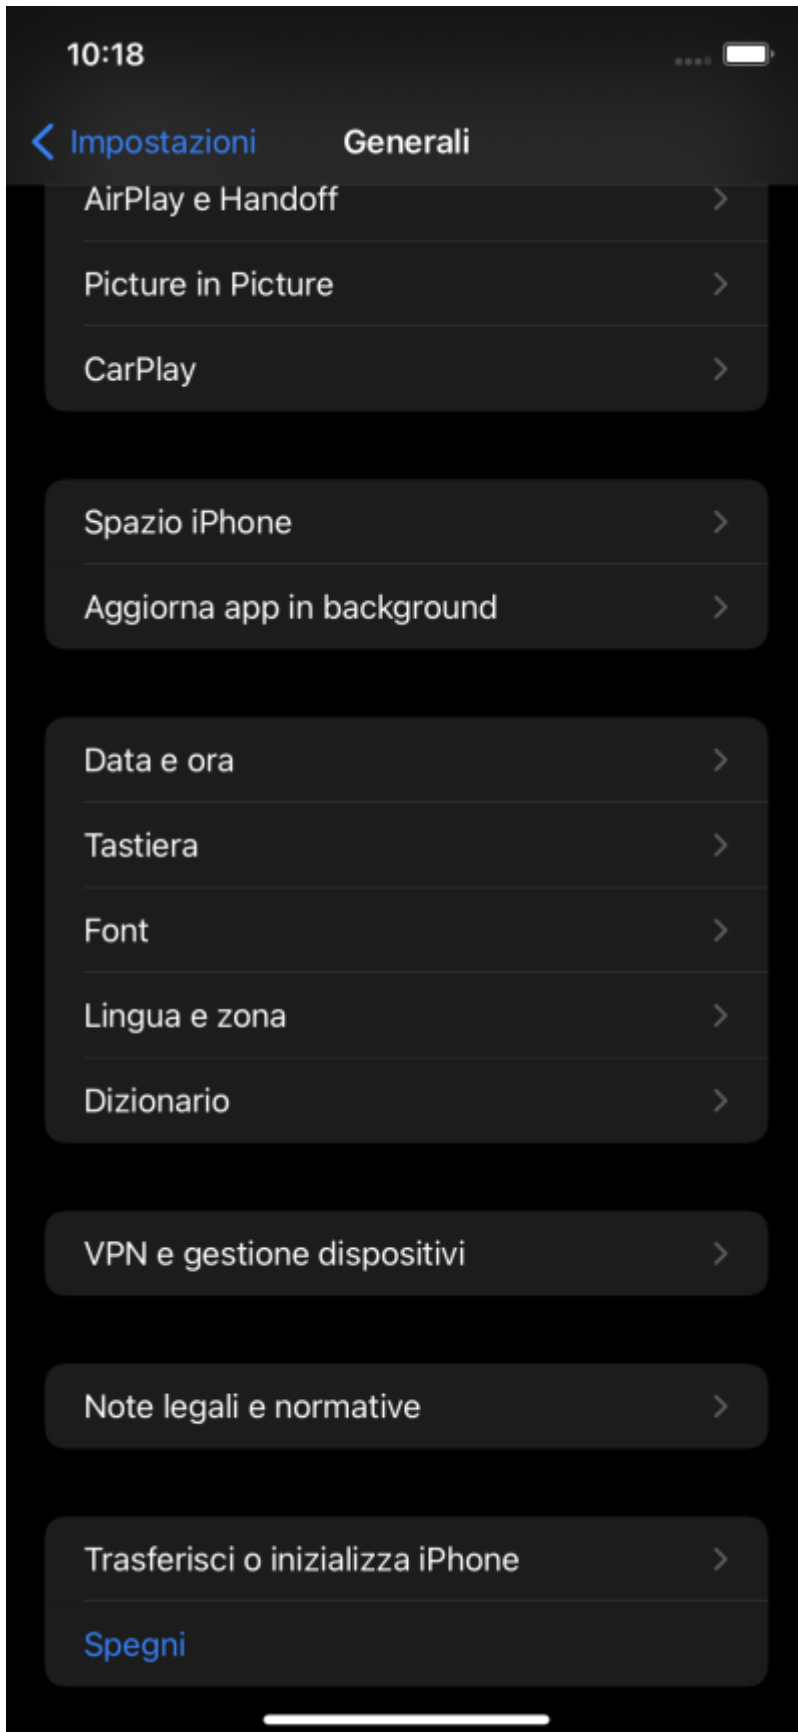 10:18
Impostazioni
Generali
AirPlay e Handoff
Picture in Picture
CarPlay
Spazio iPhone
Aggiorna app in background
Data e ora
Tastiera
Font
Lingua e zona
Dizionario
VPN e gestione dispositivi
Note legali e normative
Trasferisci o inizializza iPhone
Spegni